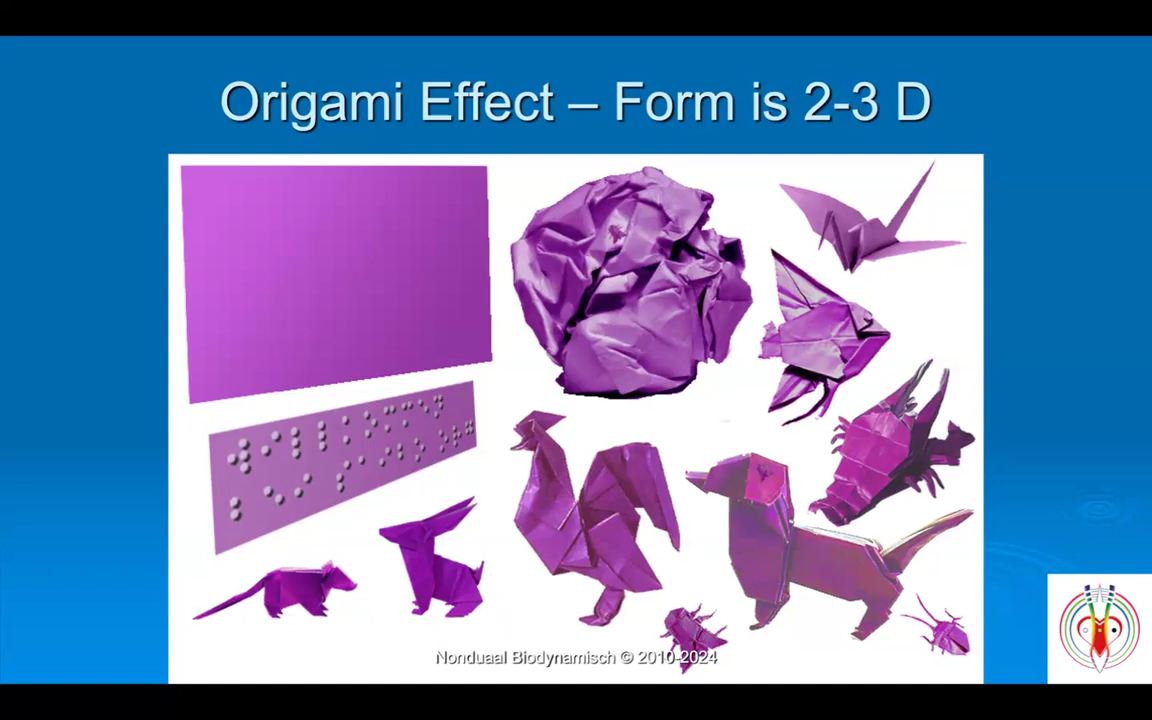 Origami Effect – Form is 2-3 D
Nonduaal Biodynamisch © 2010-2024